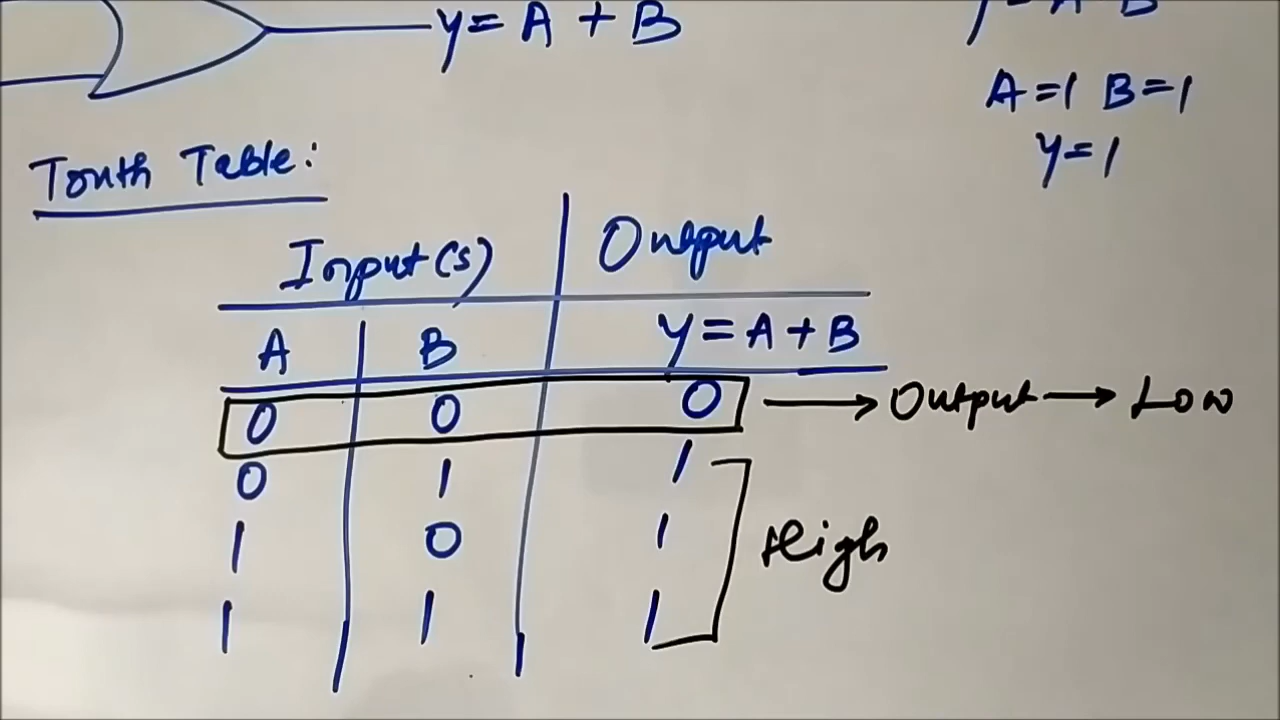 y = A + B
A = 1 B = 1
y = 1
Truth Table:
Input(s) Output
A B y = A + B
0 0 0 → Output → Low
0 1 1
1 0 1 High
1 1 1